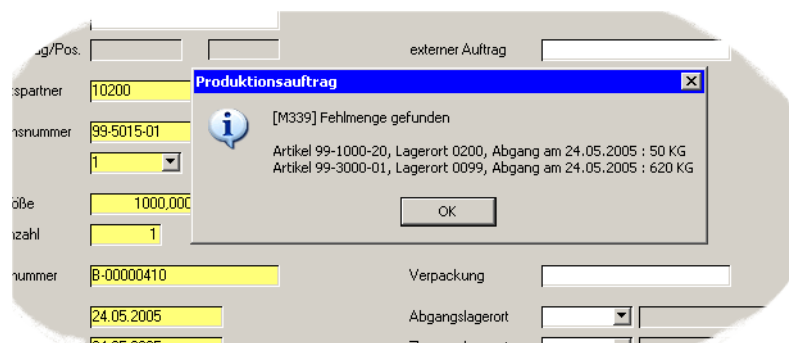 ug/Pos.
externer Auftrag
spartner 10200
Produktionsauftrag
[M339] Fehlmenge gefunden
nsnummer 99-5015-01
1
Artikel 99-1000-20, Lagerort 0200, Abgang am 24.05.2005 : 50 KG
Artikel 99-3000-01, Lagerort 0099, Abgang am 24.05.2005 : 620 KG
öße 1000,000
OK
nzahl 1
nummer B-00000410
Verpackung
24.05.2005
Abgangslagerort